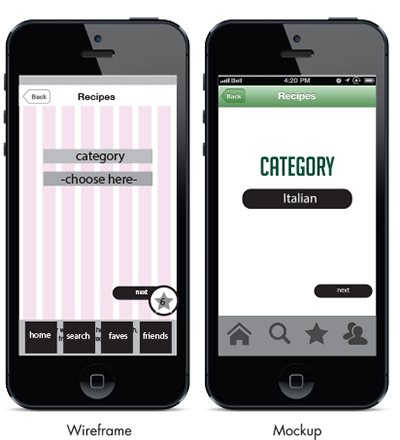 Back Recipes
category
-choose here-
next
6
home search faves friends
Wireframe
Bell 4:20 PM
Back Recipes
CATEGORY
Italian
next
Mockup